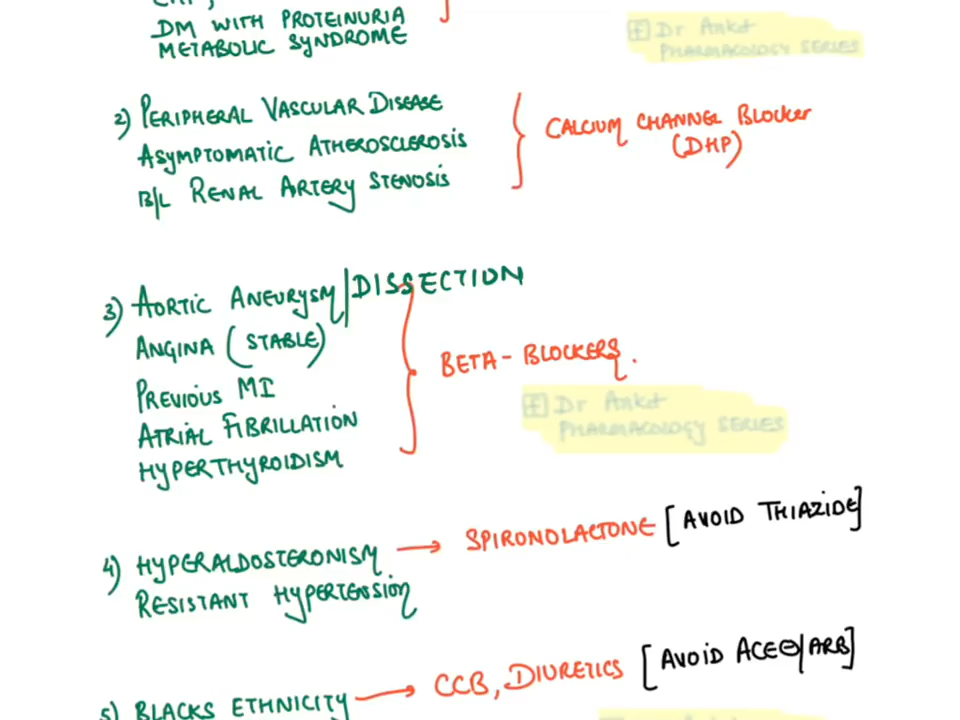 DM WITH PROTEINURIA
METABOLIC SYNDROME
+ Dr Ankit
PHARMACOLOGY SERIES
2) PERIPHERAL VASCULAR DISEASE
ASYMPTOMATIC ATHEROSCLEROSIS
B/L RENAL ARTERY STENOSIS
CALCIUM CHANNEL BLOCKER
(DHP)
3) AORTIC ANEURYSM/DISSECTION
ANGINA (STABLE)
PREVIOUS MI
ATRIAL FIBRILLATION
HYPERTHYROIDISM
BETA-BLOCKERS.
+ Dr Ankit
PHARMACOLOGY SERIES
4) HYPERALDOSTERONISM → SPIRONOLACTONE [AVOID THIAZIDE]
RESISTANT HYPERTENSION
5) BLACKS ETHNICITY → CCB, DIURETICS [AVOID ACE⊖/ARB]